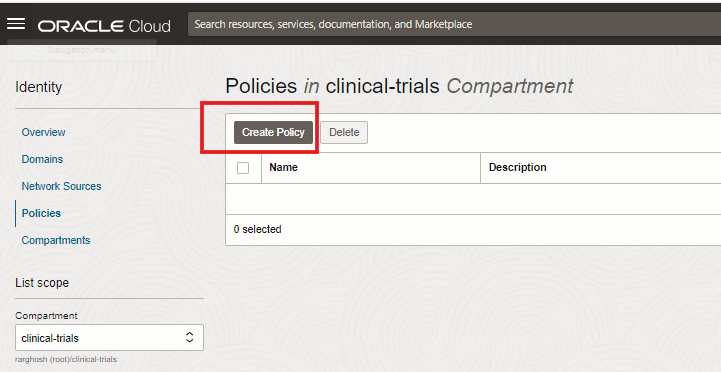 ORACLE Cloud
Search resources, services, documentation, and Marketplace
Navigation menu
Identity
Overview
Domains
Network Sources
Policies
Compartments
List scope
Compartment
clinical-trials
rarghosh (root)/clinical-trials
Policies in clinical-trials Compartment
Create Policy
Delete
Name
Description
0 selected